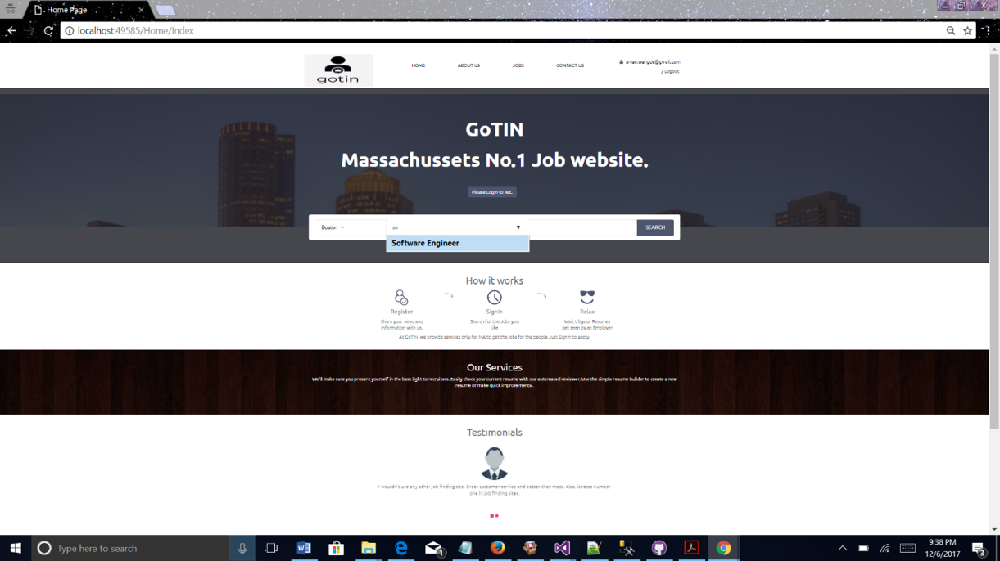 Home Page
localhost:49585/Home/Index
gotin
HOME
ABOUT US
JOBS
CONTACT US
aman.wangde@gmail.com
/ Logout
GoTIN
Massachussets No.1 Job website.
Please Login to Act.
Boston
so
SEARCH
Software Engineer
How it works
Register
SignIn
Relax
Share your need and
information with us.
Search for the Jobs you
like
Wait till your Resumes
get seen by an Employer
At GoTIN, we provide services only for MA to get the jobs for the people Just Signin to apply.
Our Services
We'll make sure you present yourself in the best light to recruiters. Easily check your current resume with our automated reviewer. Use the simple resume builder to create a new
resume or make quick improvements..
Testimonials
I wouldn't use any other job finding site. Great customer service and better than most. Also, it rates number
one in job finding sites.
Type here to search
1
9:38 PM
12/6/2017
3